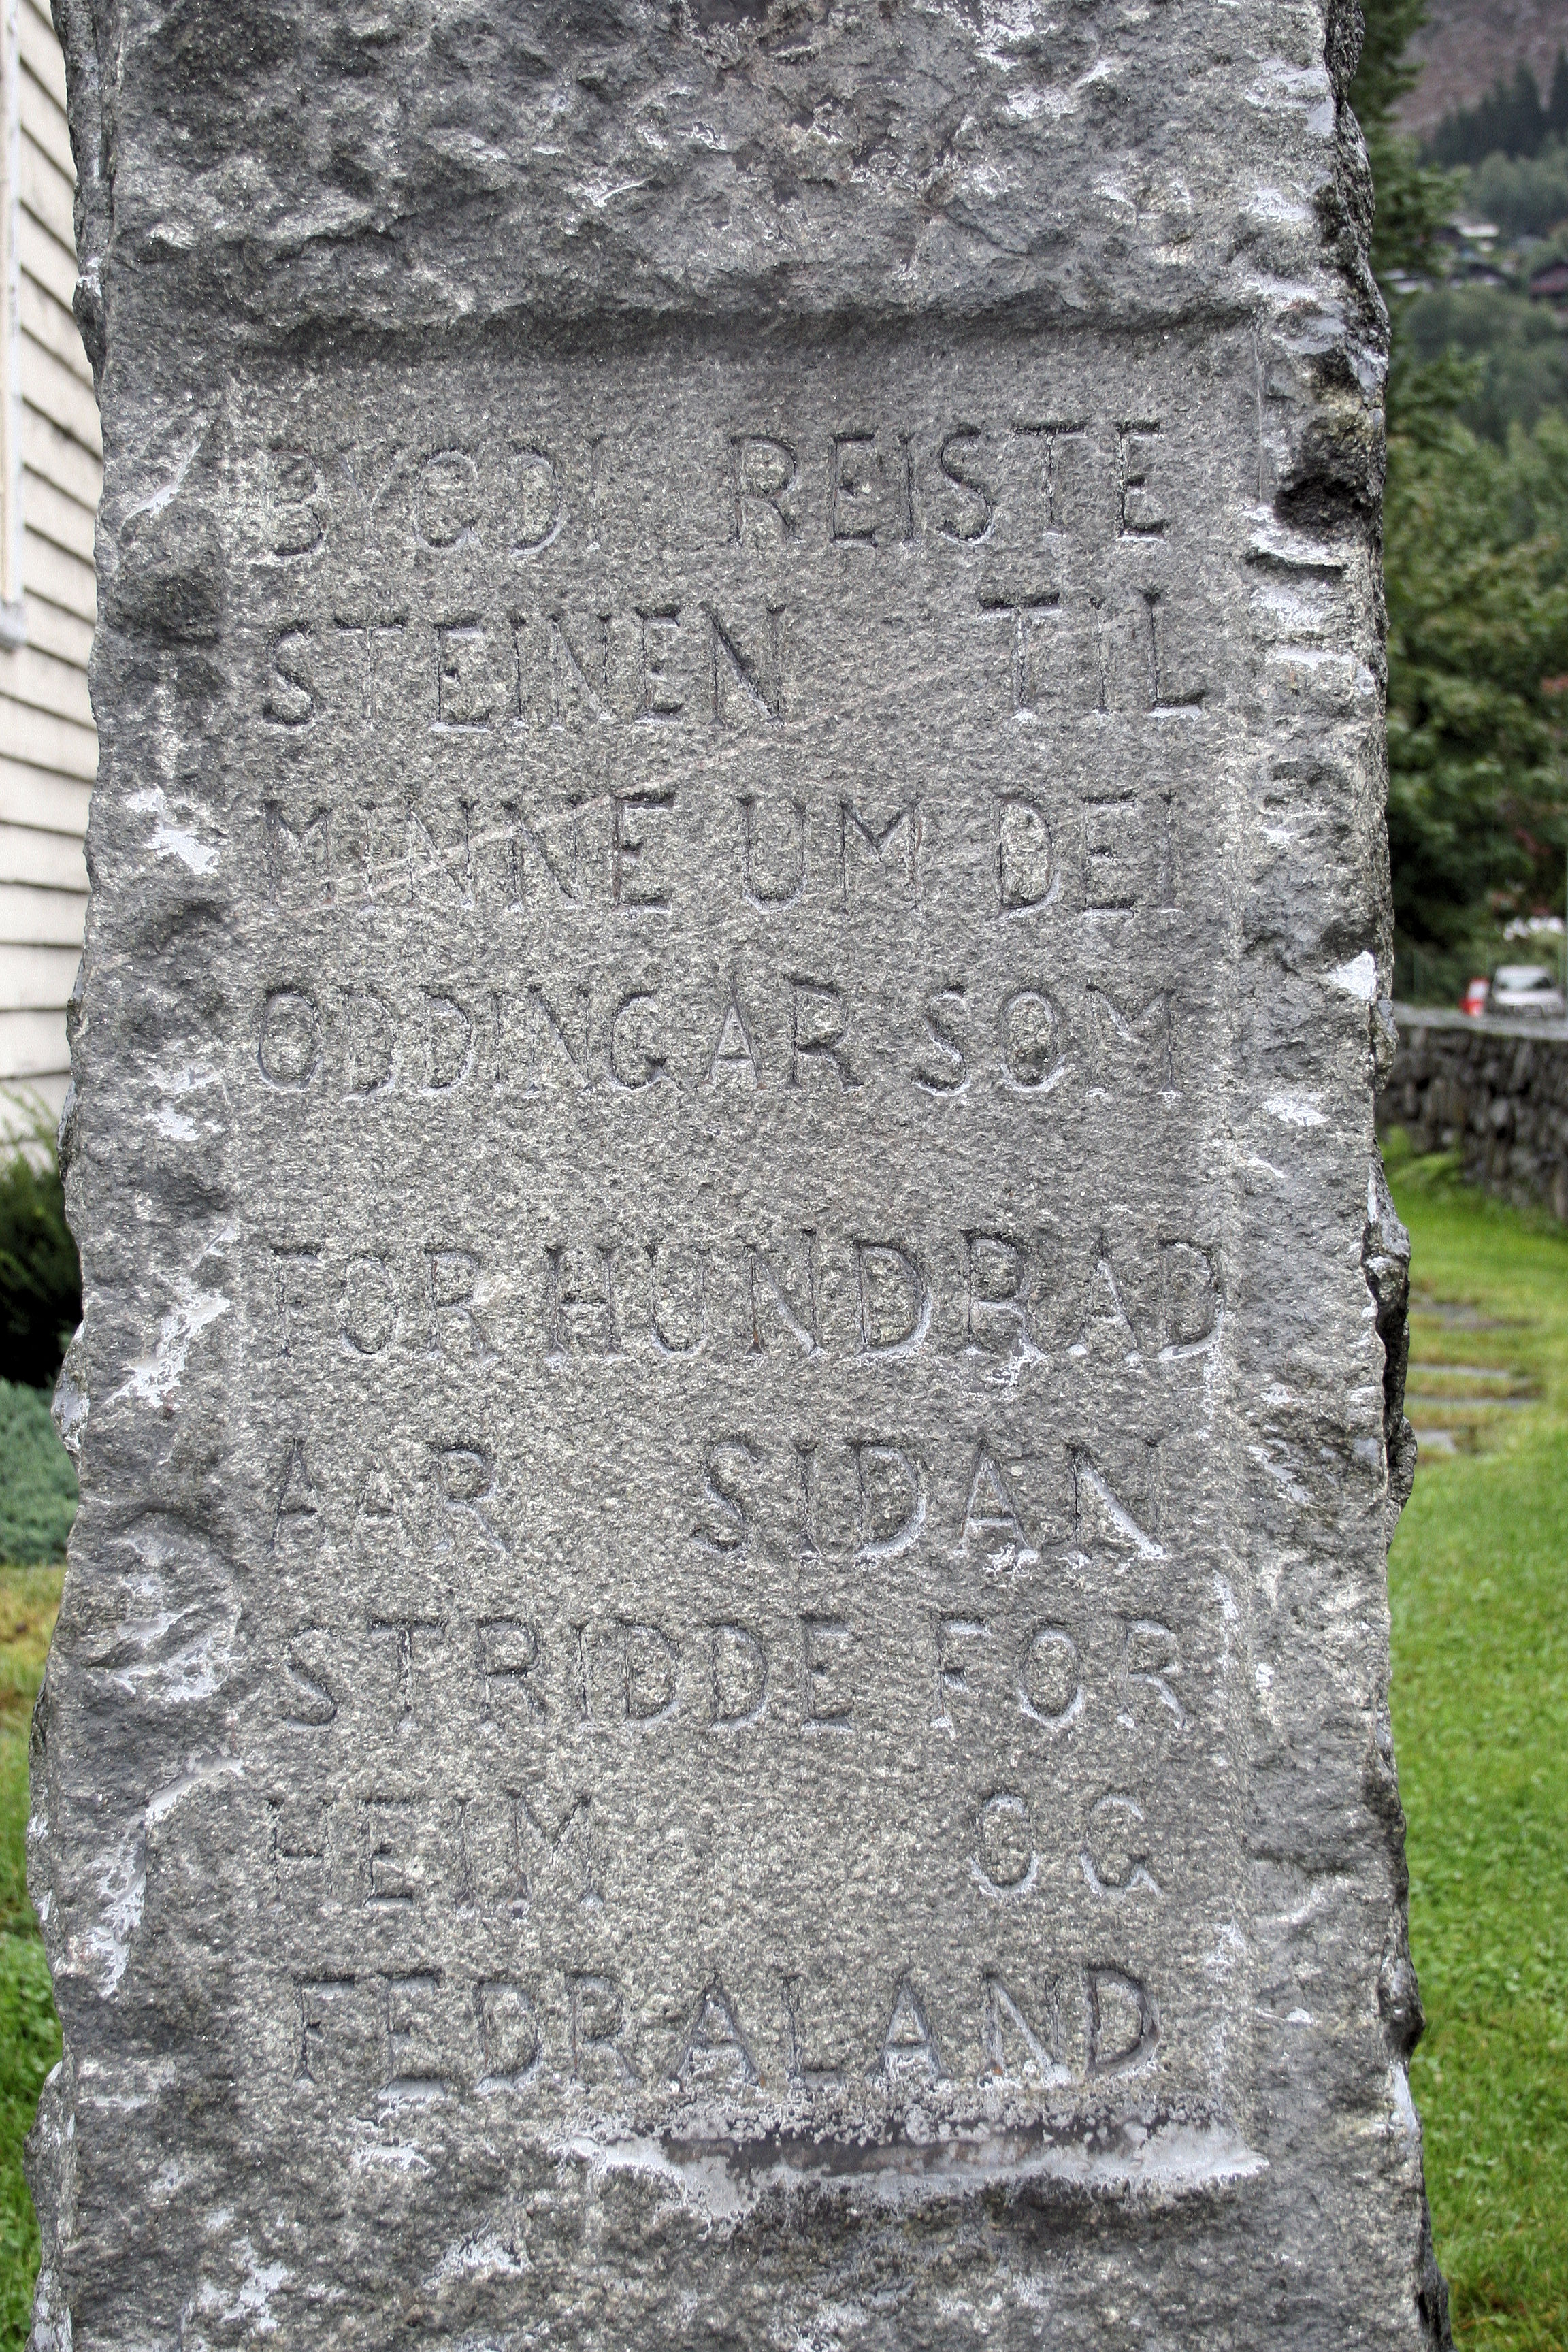 BYGDI REISTE
STEINEN TIL
MINNE UM DEI
ODDINGAR SOM
FOR HUNDRAD
AAR SIDAN
STRIDDE FOR
HEIM OG
FEDRALAND